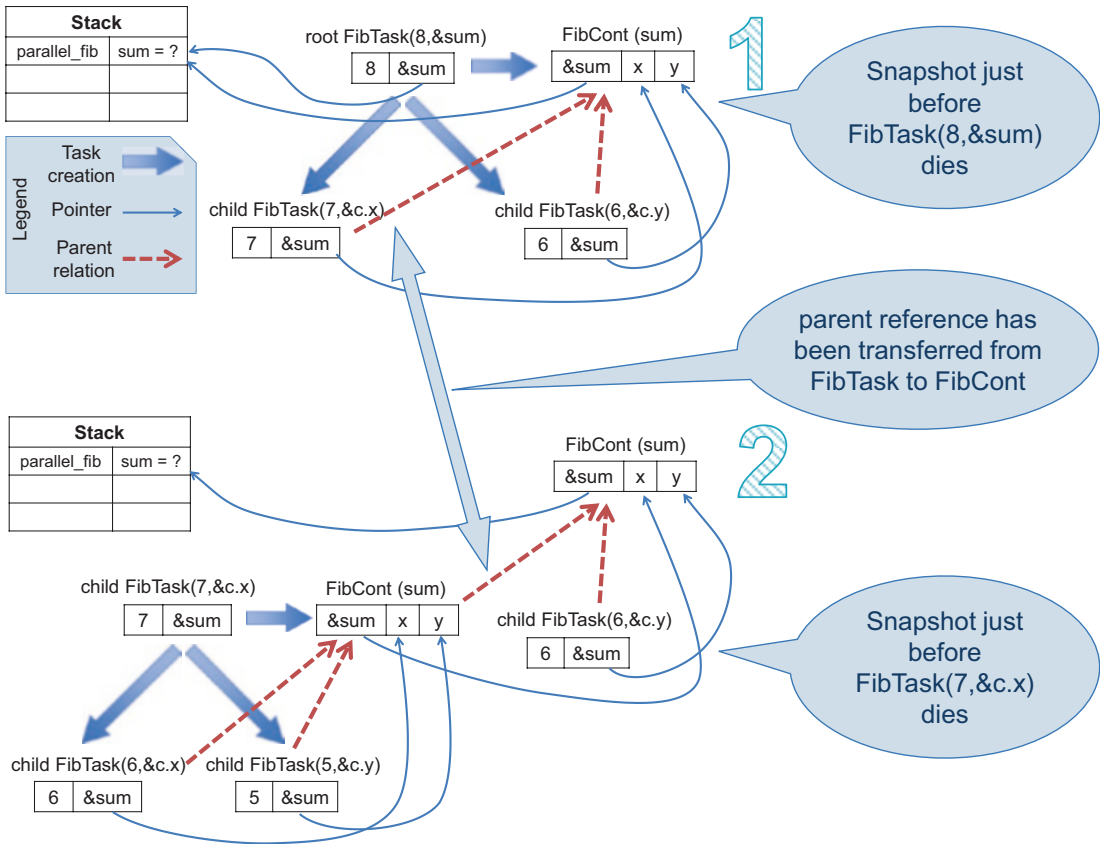 Stack
parallel_fib sum = ?
root FibTask(8,&sum)
8 &sum
FibCont (sum)
&sum x y
1
Snapshot just
before
FibTask(8,&sum)
dies
Legend
Task
creation
Pointer
Parent
relation
child FibTask(7,&c.x)
7 &sum
child FibTask(6,&c.y)
6 &sum
parent reference has
been transferred from
FibTask to FibCont
Stack
parallel_fib sum = ?
FibCont (sum)
&sum x y
2
child FibTask(7,&c.x)
7 &sum
FibCont (sum)
&sum x y
child FibTask(6,&c.y)
6 &sum
Snapshot just
before
FibTask(7,&c.x)
dies
child FibTask(6,&c.x)
6 &sum
child FibTask(5,&c.y)
5 &sum